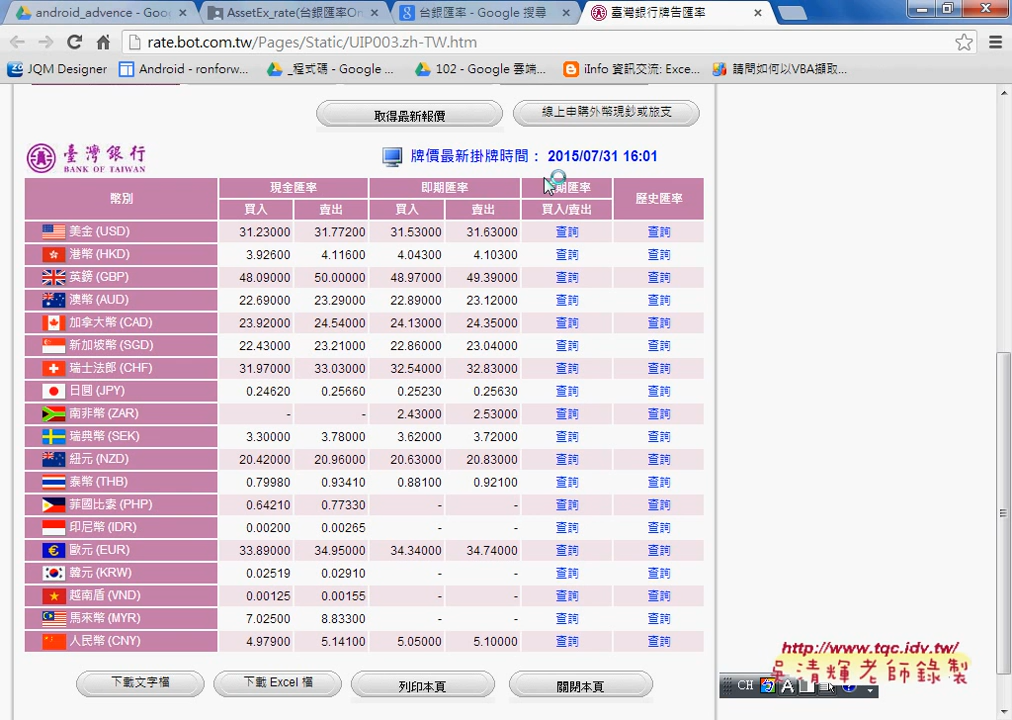 android_advence - Goo
AssetEx_rate(台銀匯率On
台銀匯率 - Google 搜尋
臺灣銀行牌告匯率
rate.bot.com.tw/Pages/Static/UIP003.zh-TW.htm
JQM Designer
Android - ronforw...
_程式碼 - Google ...
102 - Google 雲端...
iInfo 資訊交流: Exce...
請問如何以VBA擷取...
取得最新報價
線上申購外幣現鈔或旅支
臺灣銀行
BANK OF TAIWAN
牌價最新掛牌時間： 2015/07/31 16:01
幣別 現金匯率 即期匯率 期匯率 歷史匯率
買入 賣出 買入 賣出 買入/賣出
美金 (USD) 31.23000 31.77200 31.53000 31.63000 查詢 查詢
港幣 (HKD) 3.92600 4.11600 4.04300 4.10300 查詢 查詢
英鎊 (GBP) 48.09000 50.00000 48.97000 49.39000 查詢 查詢
澳幣 (AUD) 22.69000 23.29000 22.89000 23.12000 查詢 查詢
加拿大幣 (CAD) 23.92000 24.54000 24.13000 24.35000 查詢 查詢
新加坡幣 (SGD) 22.43000 23.21000 22.86000 23.04000 查詢 查詢
瑞士法郎 (CHF) 31.97000 33.03000 32.54000 32.83000 查詢 查詢
日圓 (JPY) 0.24620 0.25660 0.25230 0.25630 查詢 查詢
南非幣 (ZAR) - - 2.43000 2.53000 查詢 查詢
瑞典幣 (SEK) 3.30000 3.78000 3.62000 3.72000 查詢 查詢
紐元 (NZD) 20.42000 20.96000 20.63000 20.83000 查詢 查詢
泰幣 (THB) 0.79980 0.93410 0.88100 0.92100 查詢 查詢
菲國比索 (PHP) 0.64210 0.77330 - - 查詢 查詢
印尼幣 (IDR) 0.00200 0.00265 - - 查詢 查詢
歐元 (EUR) 33.89000 34.95000 34.34000 34.74000 查詢 查詢
韓元 (KRW) 0.02519 0.02910 - - 查詢 查詢
越南盾 (VND) 0.00125 0.00155 - - 查詢 查詢
馬來幣 (MYR) 7.02500 8.83300 - - 查詢 查詢
人民幣 (CNY) 4.97900 5.14100 5.05000 5.10000 查詢 查詢
下載文字檔
下載 Excel 檔
列印本頁
關閉本頁
http://www.tqc.idv.tw/
吳清輝老師錄製
CH
A